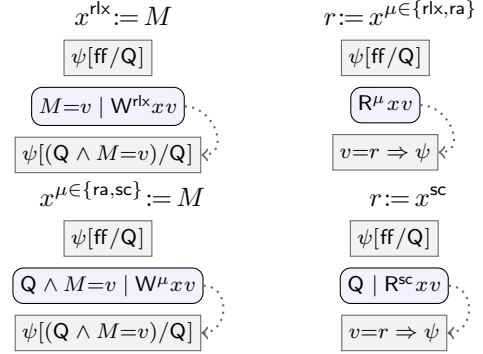 x^rlx := M
r := x^μ∈{rlx,ra}
ψ[ff/Q]
ψ[ff/Q]
M=v | W^rlx xv
R^μ xv
ψ[(Q ∧ M=v)/Q]
v=r ⇒ ψ
x^μ∈{ra,sc} := M
r := x^sc
ψ[ff/Q]
ψ[ff/Q]
Q ∧ M=v | W^μ xv
Q | R^sc xv
ψ[(Q ∧ M=v)/Q]
v=r ⇒ ψ